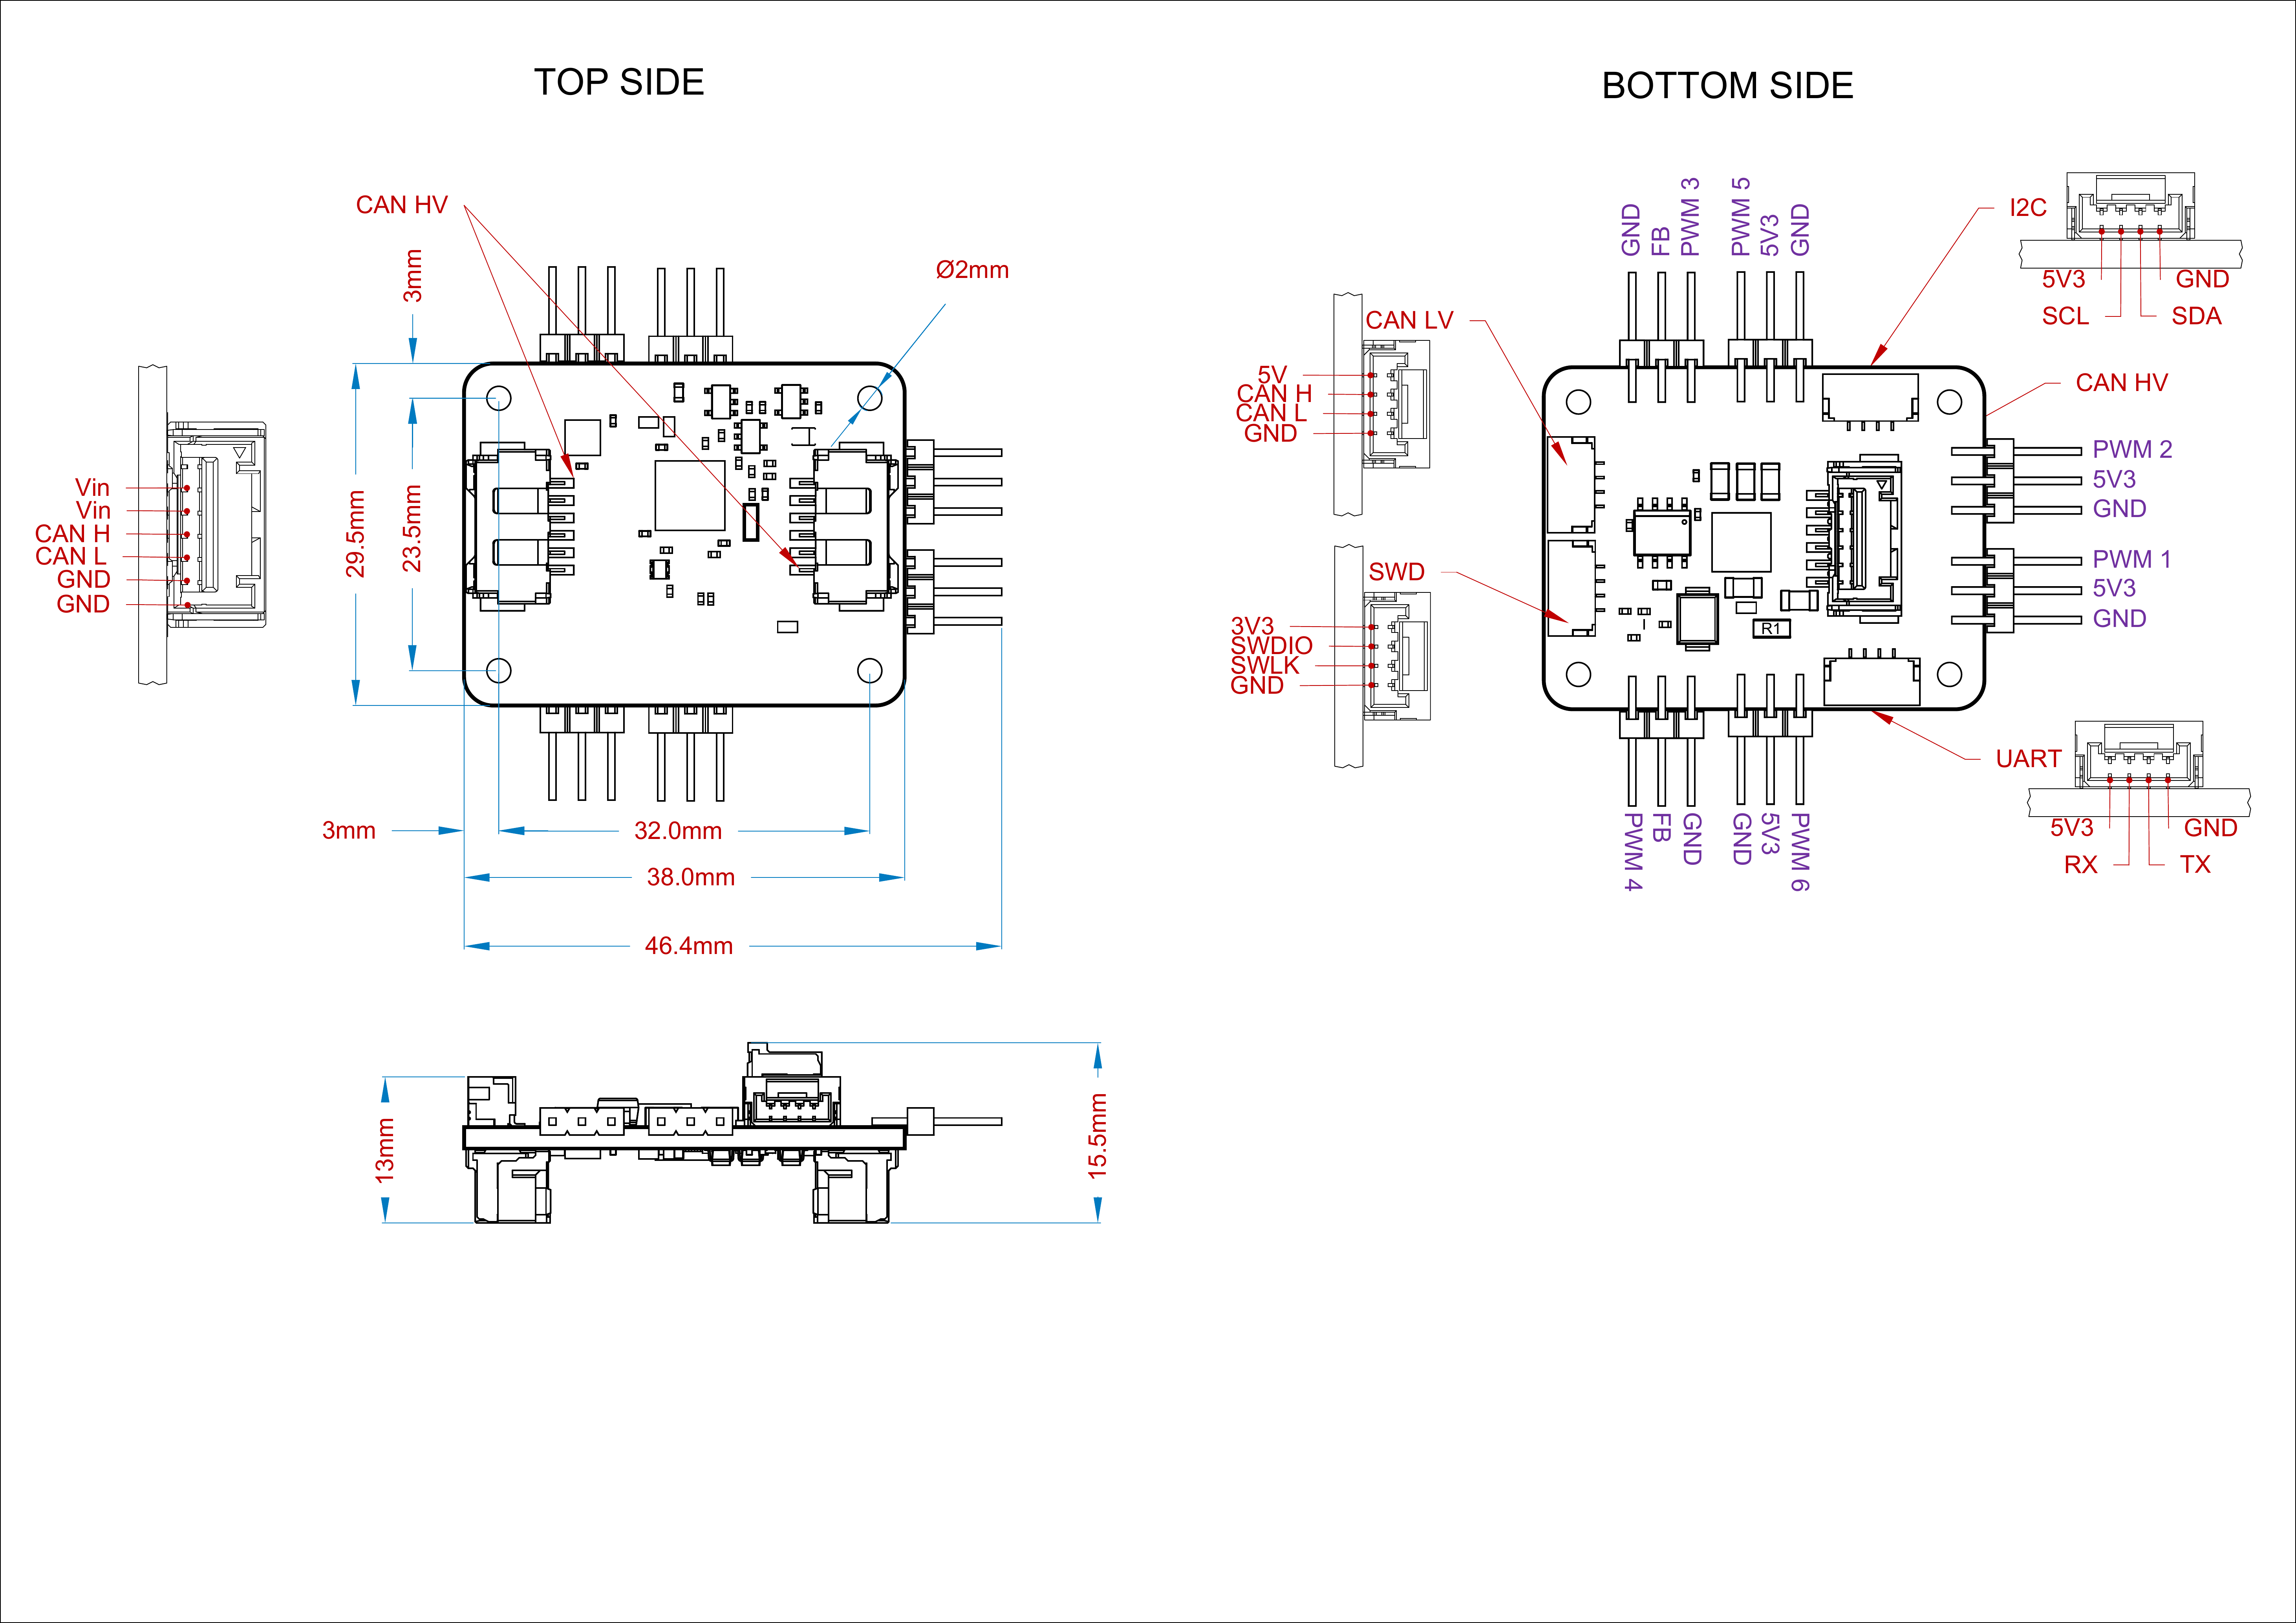 TOP SIDE
BOTTOM SIDE
CAN HV
3mm
Ø2mm
29.5mm
23.5mm
Vin
Vin
CAN H
CAN L
GND
GND
3mm
32.0mm
38.0mm
46.4mm
13mm
15.5mm
GND
FB
PWM 3
PWM 5
5V3
GND
I2C
5V3
GND
SCL
SDA
CAN LV
5V
CAN H
CAN L
GND
CAN HV
PWM 2
5V3
GND
PWM 1
5V3
GND
SWD
3V3
SWDIO
SWLK
GND
R1
UART
5V3
GND
RX
TX
PWM 4
FB
GND
GND
5V3
PWM 6